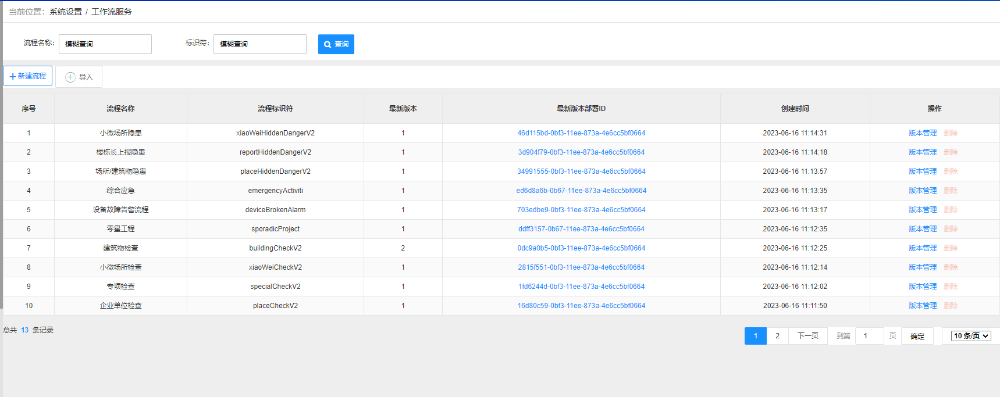 当前位置: 系统设置 / 工作流服务
流程名称: 模糊查询 标识符: 模糊查询 查询
新建流程 导入
序号 流程名称 流程标识符 最新版本 最新版本部署ID 创建时间 操作
1 小微场所隐患 xiaoWeiHiddenDangerV2 1 46d115bd-0bf3-11ee-873a-4e6cc5bf0664 2023-06-16 11:14:31 版本管理 删除
2 楼栋长上报隐患 reportHiddenDangerV2 1 3d904f79-0bf3-11ee-873a-4e6cc5bf0664 2023-06-16 11:14:18 版本管理 删除
3 场所/建筑物隐患 placeHiddenDangerV2 1 34991555-0bf3-11ee-873a-4e6cc5bf0664 2023-06-16 11:13:57 版本管理 删除
4 综合应急 emergencyActiviti 1 ed6d8a6b-0b67-11ee-873a-4e6cc5bf0664 2023-06-16 11:13:35 版本管理 删除
5 设备故障告警流程 deviceBrokenAlarm 1 703edbe9-0bf3-11ee-873a-4e6cc5bf0664 2023-06-16 11:13:17 版本管理 删除
6 零星工程 sporadicProject 1 ddff3157-0b67-11ee-873a-4e6cc5bf0664 2023-06-16 11:12:35 版本管理 删除
7 建筑物检查 buildingCheckV2 2 0dc9a0b5-0bf3-11ee-873a-4e6cc5bf0664 2023-06-16 11:12:25 版本管理 删除
8 小微场所检查 xiaoWeiCheckV2 1 2815f551-0bf3-11ee-873a-4e6cc5bf0664 2023-06-16 11:12:14 版本管理 删除
9 专项检查 specialCheckV2 1 1fd6244d-0bf3-11ee-873a-4e6cc5bf0664 2023-06-16 11:12:02 版本管理 删除
10 企业单位检查 placeCheckV2 1 16d80c59-0bf3-11ee-873a-4e6cc5bf0664 2023-06-16 11:11:50 版本管理 删除
总共 13 条记录 1 2 下一页 到第 1 页 确定 10 条/页